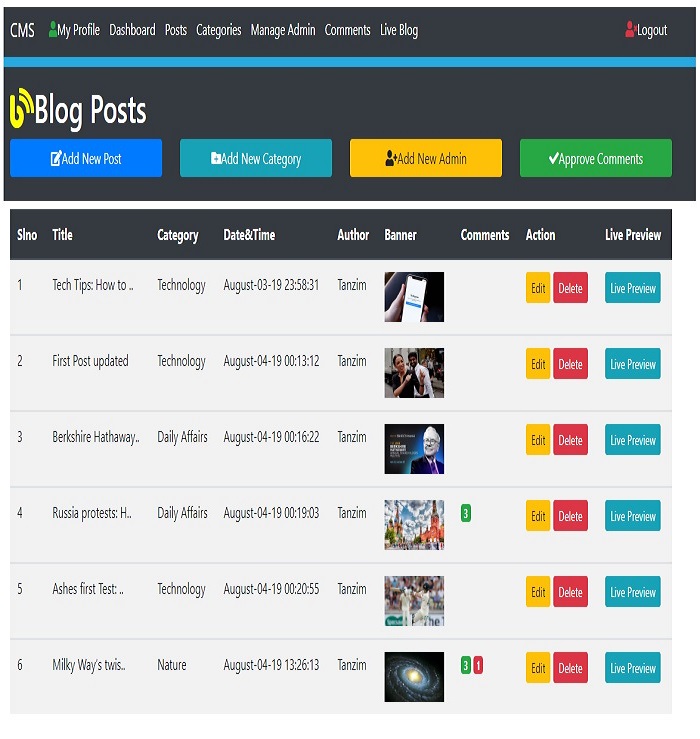 CMS My Profile Dashboard Posts Categories Manage Admin Comments Live Blog Logout
Blog Posts
Add New Post Add New Category Add New Admin Approve Comments
Slno Title Category Date&Time Author Banner Comments Action Live Preview
1 Tech Tips: How to .. Technology August-03-19 23:58:31 Tanzim Edit Delete Live Preview
2 First Post updated Technology August-04-19 00:13:12 Tanzim Edit Delete Live Preview
3 Berkshire Hathaway.. Daily Affairs August-04-19 00:16:22 Tanzim Edit Delete Live Preview
4 Russia protests: H.. Daily Affairs August-04-19 00:19:03 Tanzim 3 Edit Delete Live Preview
5 Ashes first Test: .. Technology August-04-19 00:20:55 Tanzim Edit Delete Live Preview
6 Milky Way's twis.. Nature August-04-19 13:26:13 Tanzim 3 1 Edit Delete Live Preview